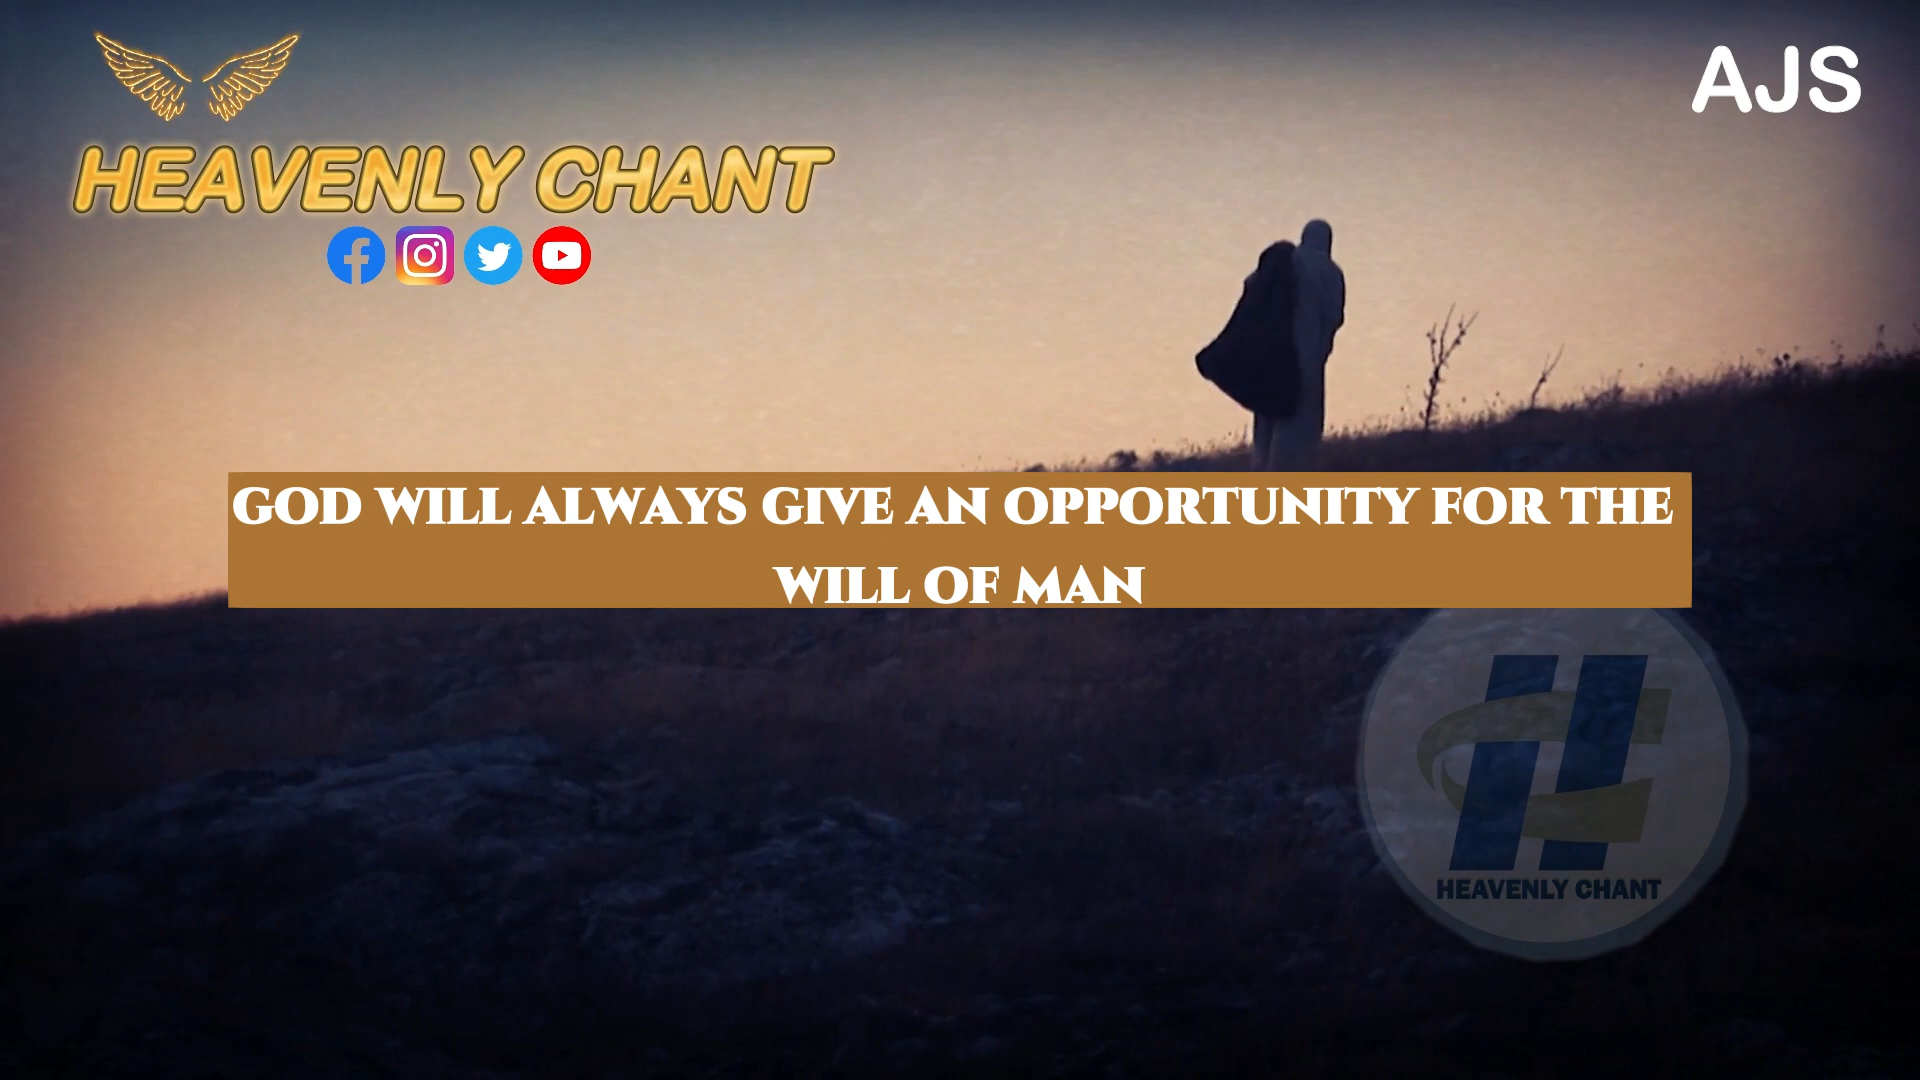 AJS
HEAVENLY CHANT
GOD WILL ALWAYS GIVE AN OPPORTUNITY FOR THE
WILL OF MAN
HEAVENLY CHANT